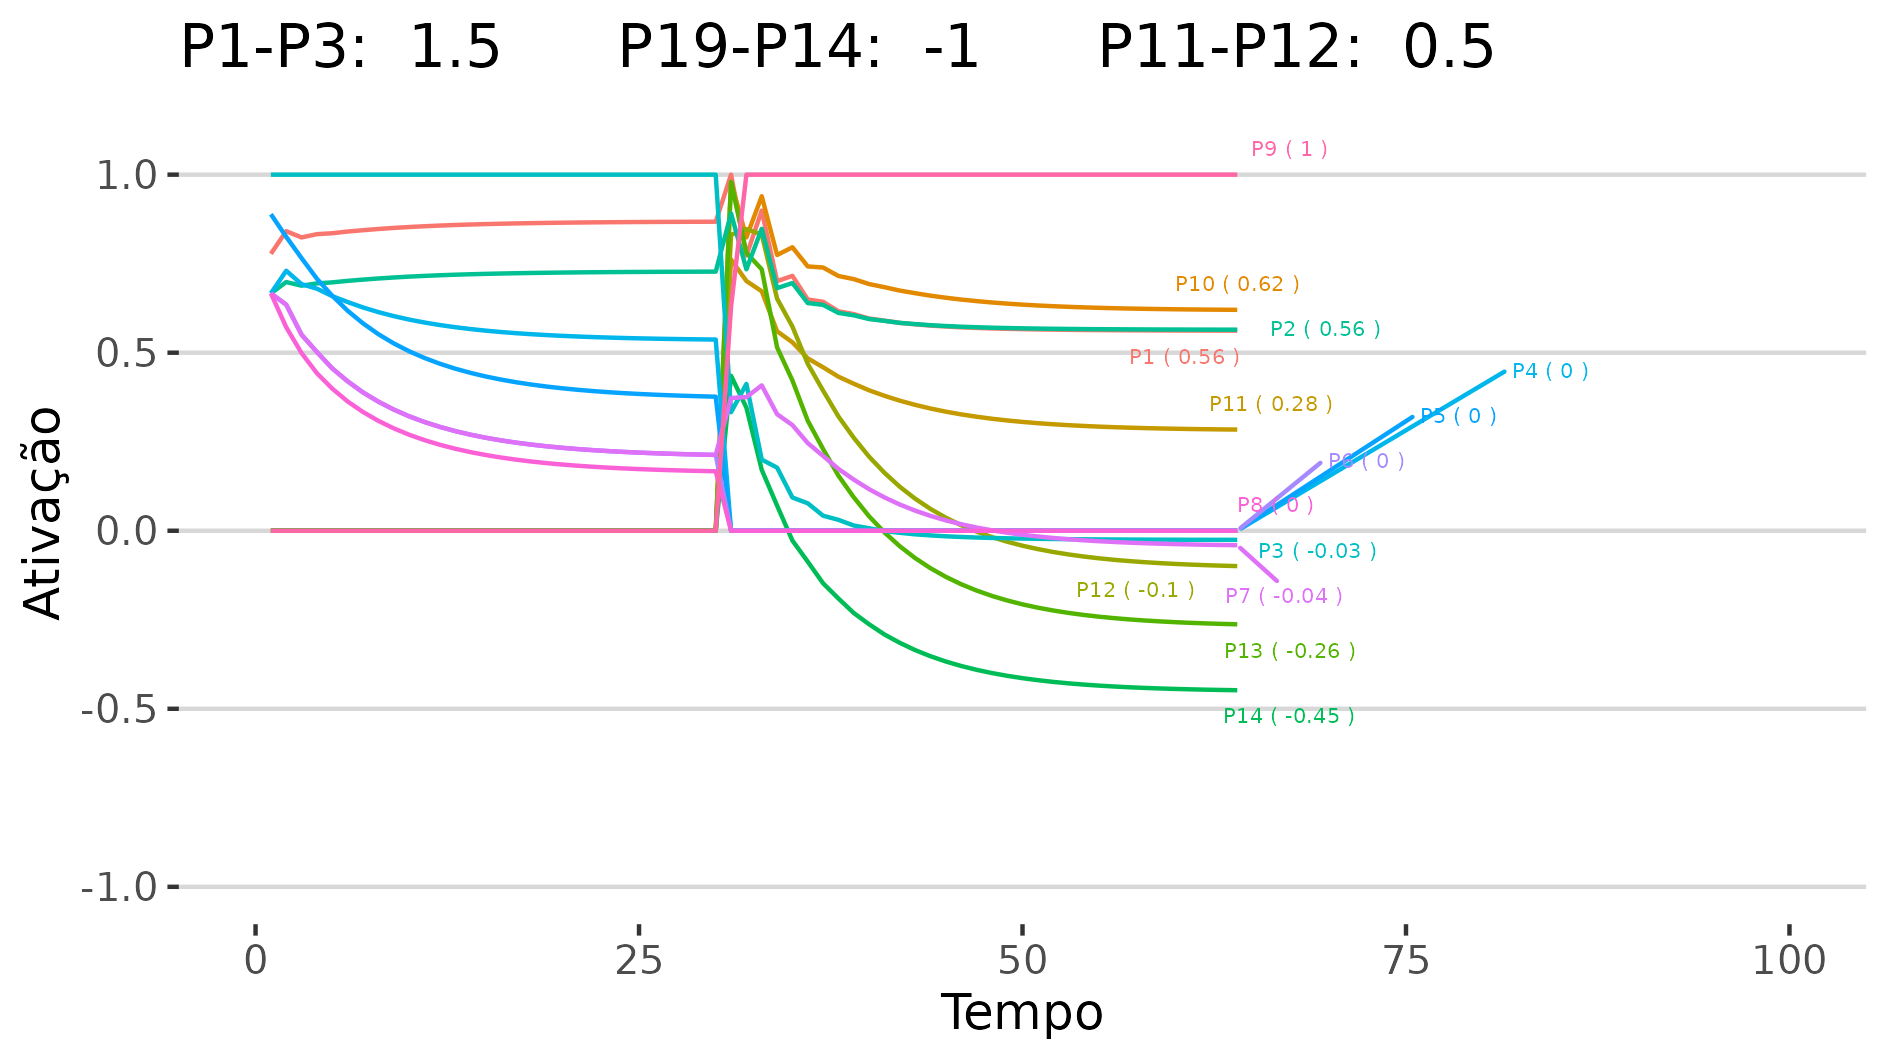 P1-P3:  1.5    P19-P14:  -1    P11-P12:  0.5
P9 ( 1 )
1.0
P10 ( 0.62 )
P2 ( 0.56 )
0.5
P1 ( 0.56 )
P4 ( 0 )
P11 ( 0.28 )
P5 ( 0 )
P6 ( 0 )
P8 ( 0 )
0.0
P3 ( -0.03 )
P12 ( -0.1 )
P7 ( -0.04 )
P13 ( -0.26 )
-0.5
P14 ( -0.45 )
-1.0
Ativação
0 25 50 75 100
Tempo